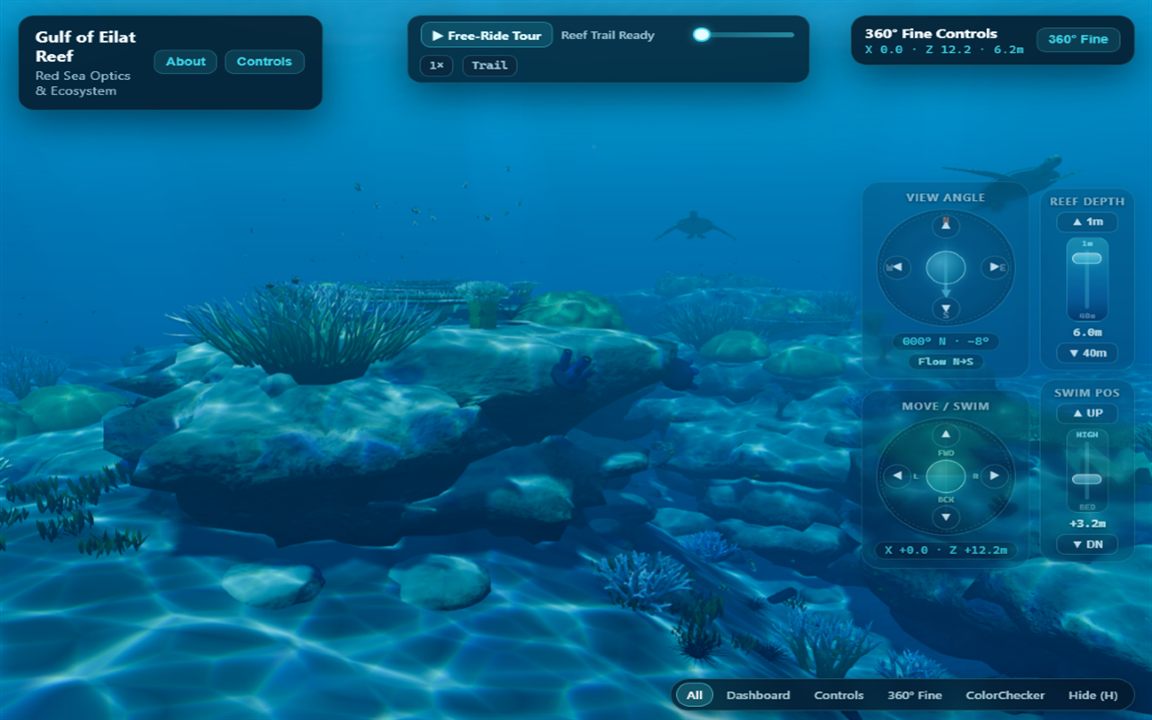 Gulf of Eilat
Reef
Red Sea Optics
& Ecosystem
About
Controls
▶ Free-Ride Tour
Reef Trail Ready
1×
Trail
360° Fine Controls
X 0.0 · Z 12.2 · 6.2m
360° Fine
VIEW ANGLE
N
W
E
S
000° N · -8°
Flow N→S
REEF DEPTH
▲ 1m
1m
60m
6.0m
▼ 40m
MOVE / SWIM
FWD
L
R
BCK
X +0.0 · Z +12.2m
SWIM POS
▲ UP
HIGH
BED
+3.2m
▼ DN
All
Dashboard
Controls
360° Fine
ColorChecker
Hide (H)